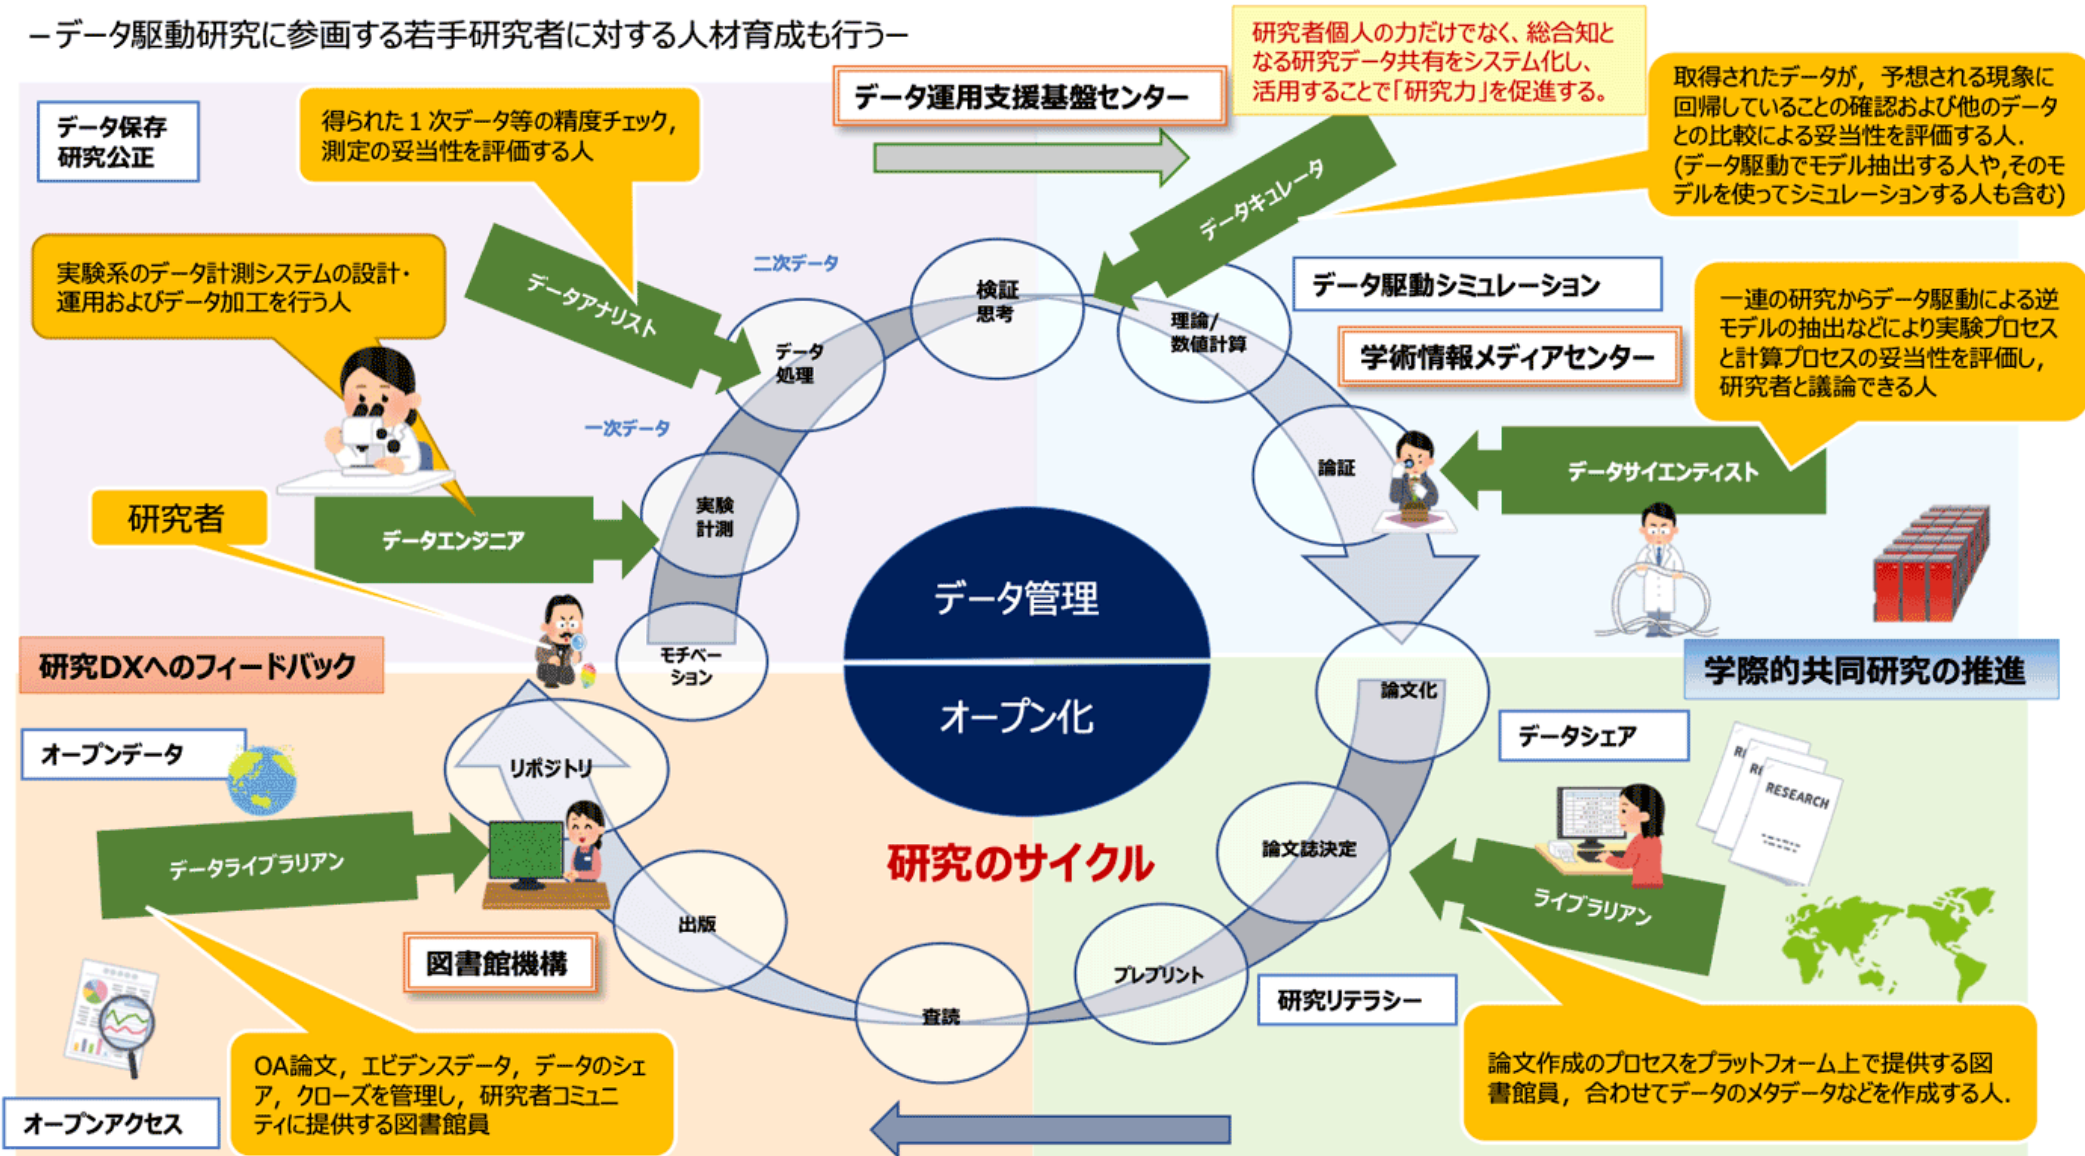 －データ駆動研究に参画する若手研究者に対する人材育成も行う－
研究者個人の力だけでなく、総合知と
なる研究データ共有をシステム化し、
活用することで「研究力」を促進する。
データ運用支援基盤センター
データ保存
研究公正
得られた１次データ等の精度チェック，
測定の妥当性を評価する人
取得されたデータが，予想される現象に
回帰していることの確認および他のデータ
との比較による妥当性を評価する人．
(データ駆動でモデル抽出する人や,そのモ
デルを使ってシミュレーションする人も含む)
データキュレータ
実験系のデータ計測システムの設計・
運用およびデータ加工を行う人
データアナリスト
二次データ
検証
思考
理論/
数値計算
データ駆動シミュレーション
学術情報メディアセンター
一連の研究からデータ駆動による逆
モデルの抽出などにより実験プロセス
と計算プロセスの妥当性を評価し，
研究者と議論できる人
データ
処理
一次データ
論証
データサイエンティスト
研究者
データエンジニア
実験
計測
データ管理
オープン化
モチベー
ション
研究DXへのフィードバック
学際的共同研究の推進
論文化
オープンデータ
リポジトリ
データシェア
RESEARCH
データライブラリアン
研究のサイクル
論文誌決定
ライブラリアン
出版
図書館機構
プレプリント
査読
研究リテラシー
OA論文，エビデンスデータ，データのシェ
ア，クローズを管理し，研究者コミュニ
ティに提供する図書館員
論文作成のプロセスをプラットフォーム上で提供する図
書館員，合わせてデータのメタデータなどを作成する人．
オープンアクセス